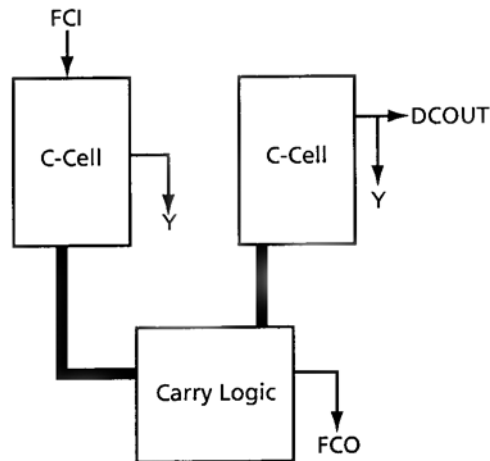 FCI
C-Cell
Y
C-Cell
DCOUT
Y
Carry Logic
FCO